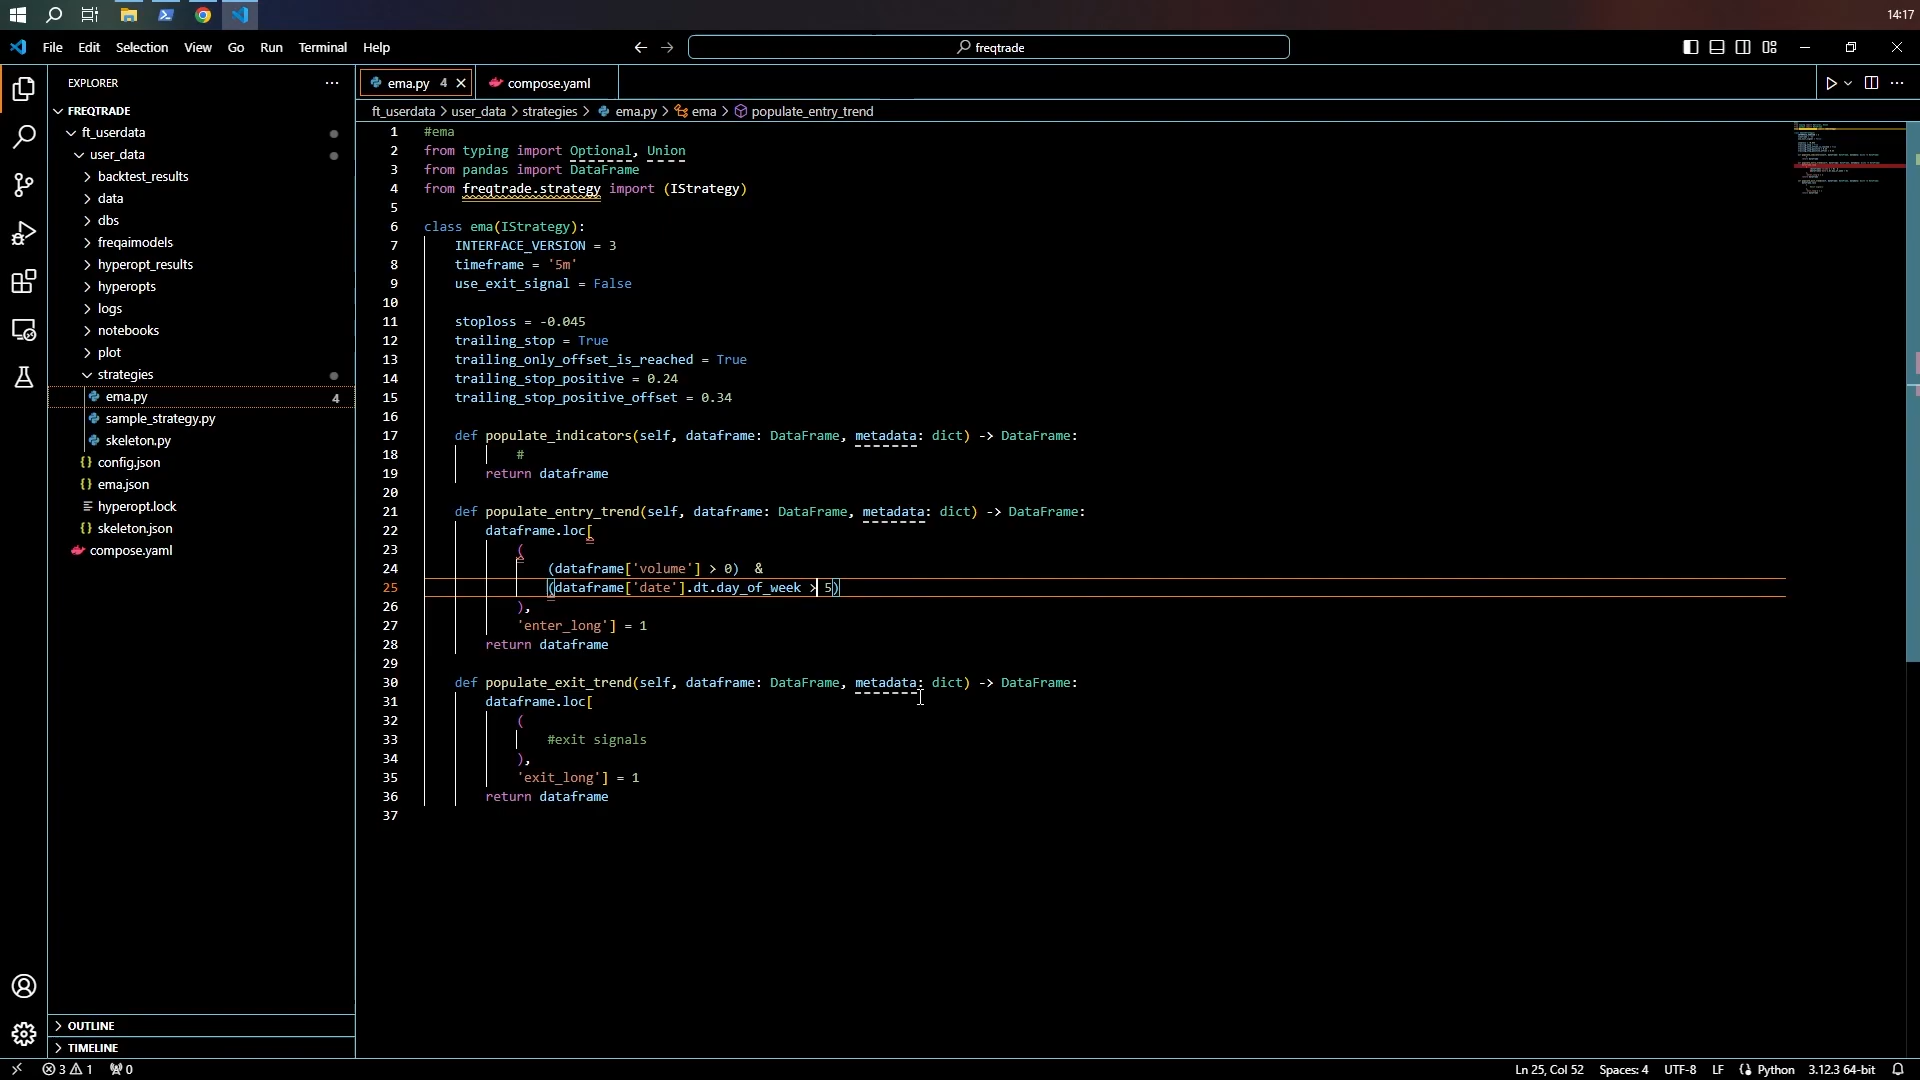 14:17
File Edit Selection View Go Run Terminal Help
freqtrade
EXPLORER
ema.py 4
compose.yaml
FREQTRADE
ft_userdata
user_data
backtest_results
data
dbs
freqaimodels
hyperopt_results
hyperopts
logs
notebooks
plot
strategies
ema.py 4
sample_strategy.py
skeleton.py
config.json
ema.json
hyperopt.lock
skeleton.json
compose.yaml
OUTLINE
TIMELINE
ft_userdata > user_data > strategies > ema.py > ema > populate_entry_trend
1 #ema
2 from typing import Optional, Union
3 from pandas import DataFrame
4 from freqtrade.strategy import (IStrategy)
5
6 class ema(IStrategy):
7     INTERFACE_VERSION = 3
8     timeframe = '5m'
9     use_exit_signal = False
10
11     stoploss = -0.045
12     trailing_stop = True
13     trailing_only_offset_is_reached = True
14     trailing_stop_positive = 0.24
15     trailing_stop_positive_offset = 0.34
16
17     def populate_indicators(self, dataframe: DataFrame, metadata: dict) -> DataFrame:
18             #
19         return dataframe
20
21     def populate_entry_trend(self, dataframe: DataFrame, metadata: dict) -> DataFrame:
22         dataframe.loc[
23             (
24                 (dataframe['volume'] > 0)  &
25                 (dataframe['date'].dt.day_of_week > 5)
26             ),
27             'enter_long'] = 1
28         return dataframe
29
30     def populate_exit_trend(self, dataframe: DataFrame, metadata: dict) -> DataFrame:
31         dataframe.loc[
32             (
33                 #exit signals
34             ),
35             'exit_long'] = 1
36         return dataframe
37
3 1 0
Ln 25, Col 52 Spaces: 4 UTF-8 LF Python 3.12.3 64-bit